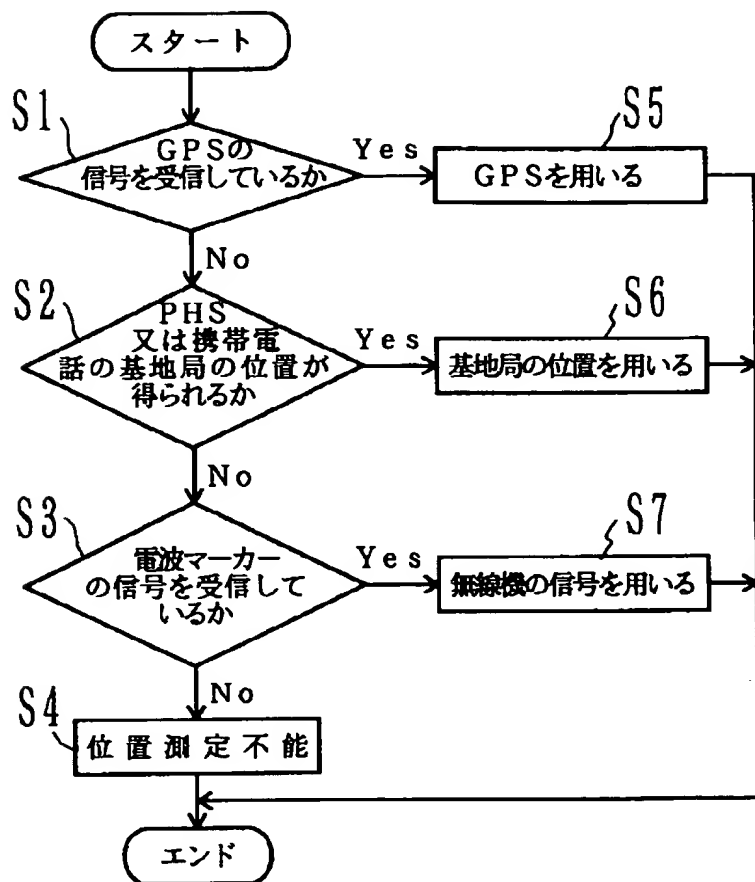 スタート
S1
GPSの
信号を受信しているか
Yes
S5
GPSを用いる
No
S2
PHS
又は携帯電
話の基地局の位置が
得られるか
Yes
S6
基地局の位置を用いる
No
S3
電波マーカー
の信号を受信して
いるか
Yes
S7
無線機の信号を用いる
No
S4
位置測定不能
エンド